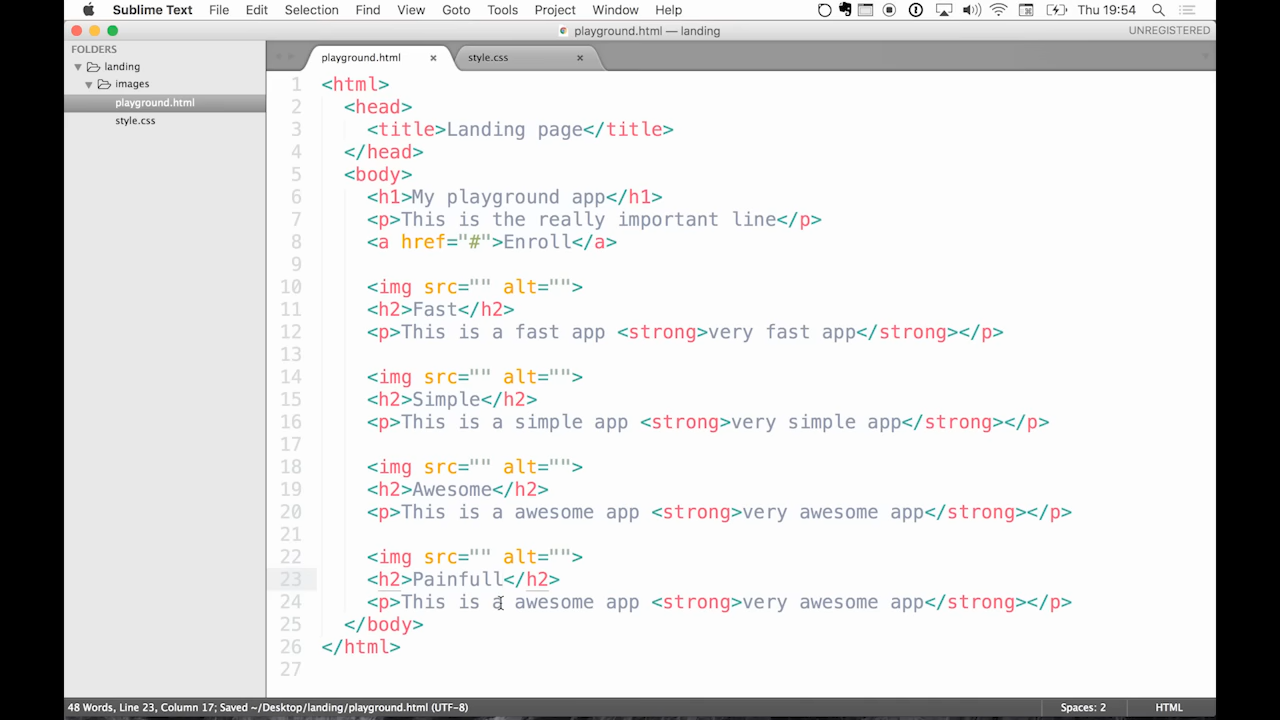 Sublime Text File Edit Selection Find View Goto Tools Project Window Help Thu 19:54
playground.html — landing UNREGISTERED
FOLDERS
landing
images
playground.html
style.css
playground.html × style.css ×
1 <html>
2 <head>
3 <title>Landing page</title>
4 </head>
5 <body>
6 <h1>My playground app</h1>
7 <p>This is the really important line</p>
8 <a href="#">Enroll</a>
9
10 <img src="" alt="">
11 <h2>Fast</h2>
12 <p>This is a fast app <strong>very fast app</strong></p>
13
14 <img src="" alt="">
15 <h2>Simple</h2>
16 <p>This is a simple app <strong>very simple app</strong></p>
17
18 <img src="" alt="">
19 <h2>Awesome</h2>
20 <p>This is a awesome app <strong>very awesome app</strong></p>
21
22 <img src="" alt="">
23 <h2>Painfull</h2>
24 <p>This is a awesome app <strong>very awesome app</strong></p>
25 </body>
26 </html>
27
48 Words, Line 23, Column 17; Saved ~/Desktop/landing/playground.html (UTF-8) Spaces: 2 HTML